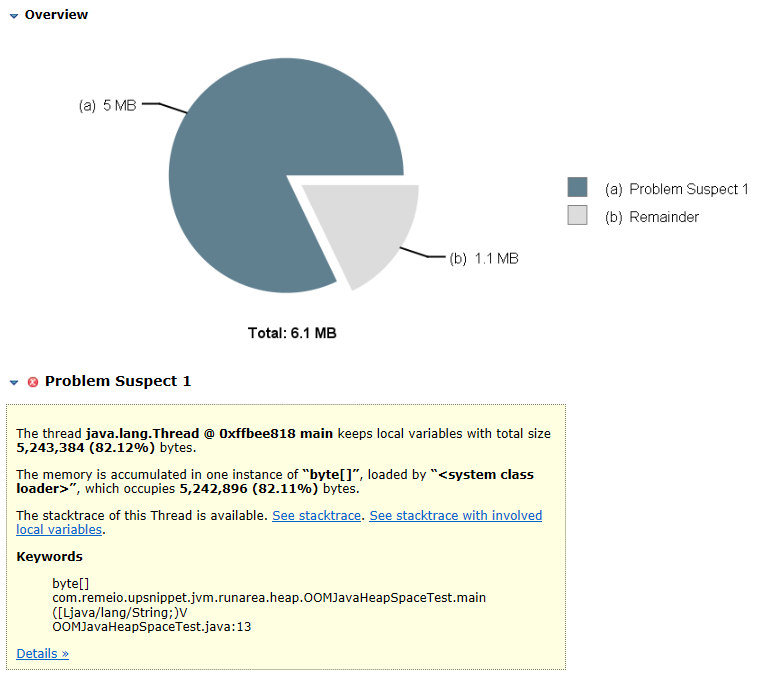 Overview
(a) 5 MB
(a) Problem Suspect 1
(b) Remainder
(b) 1.1 MB
Total: 6.1 MB
Problem Suspect 1
The thread java.lang.Thread @ 0xffbee818 main keeps local variables with total size
5,243,384 (82.12%) bytes.
The memory is accumulated in one instance of "byte[]", loaded by "<system class
loader>", which occupies 5,242,896 (82.11%) bytes.
The stacktrace of this Thread is available. See stacktrace. See stacktrace with involved
local variables.
Keywords
byte[]
com.remeio.upsnippet.jvm.runarea.heap.OOMJavaHeapSpaceTest.main
([Ljava/lang/String;)V
OOMJavaHeapSpaceTest.java:13
Details »